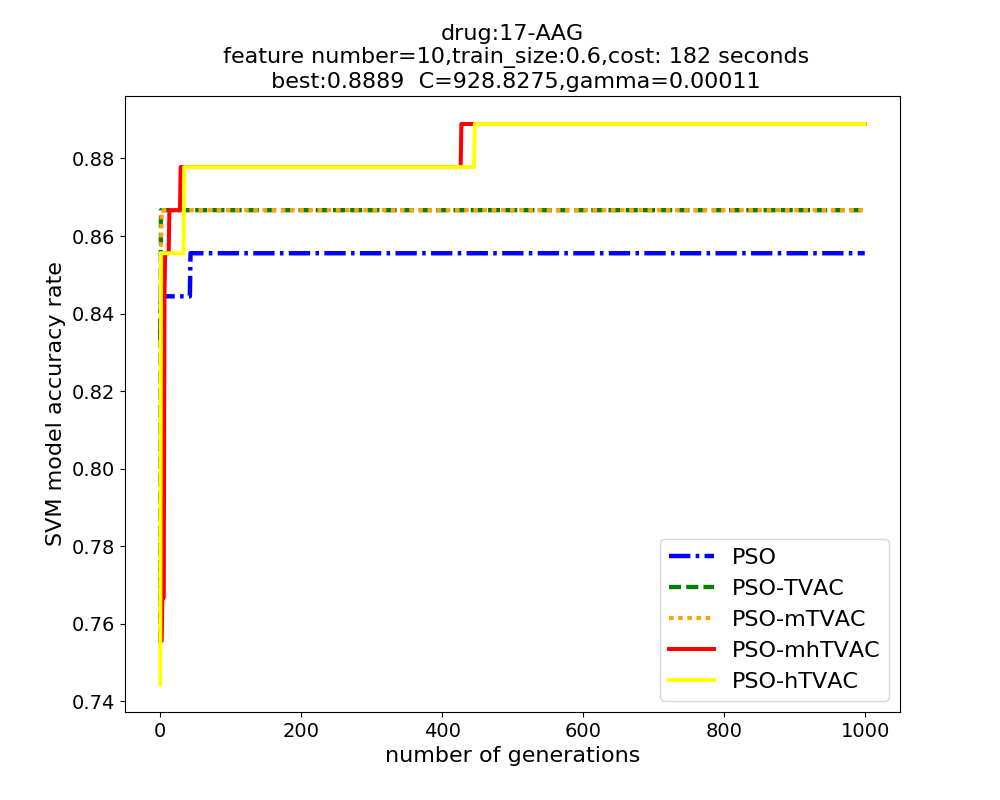 drug:17-AAG
feature number=10,train_size:0.6,cost: 182 seconds
best:0.8889  C=928.8275,gamma=0.00011
SVM model accuracy rate
0.88
0.86
0.84
0.82
0.80
0.78
0.76
0.74
PSO
PSO-TVAC
PSO-mTVAC
PSO-mhTVAC
PSO-hTVAC
0 200 400 600 800 1000
number of generations